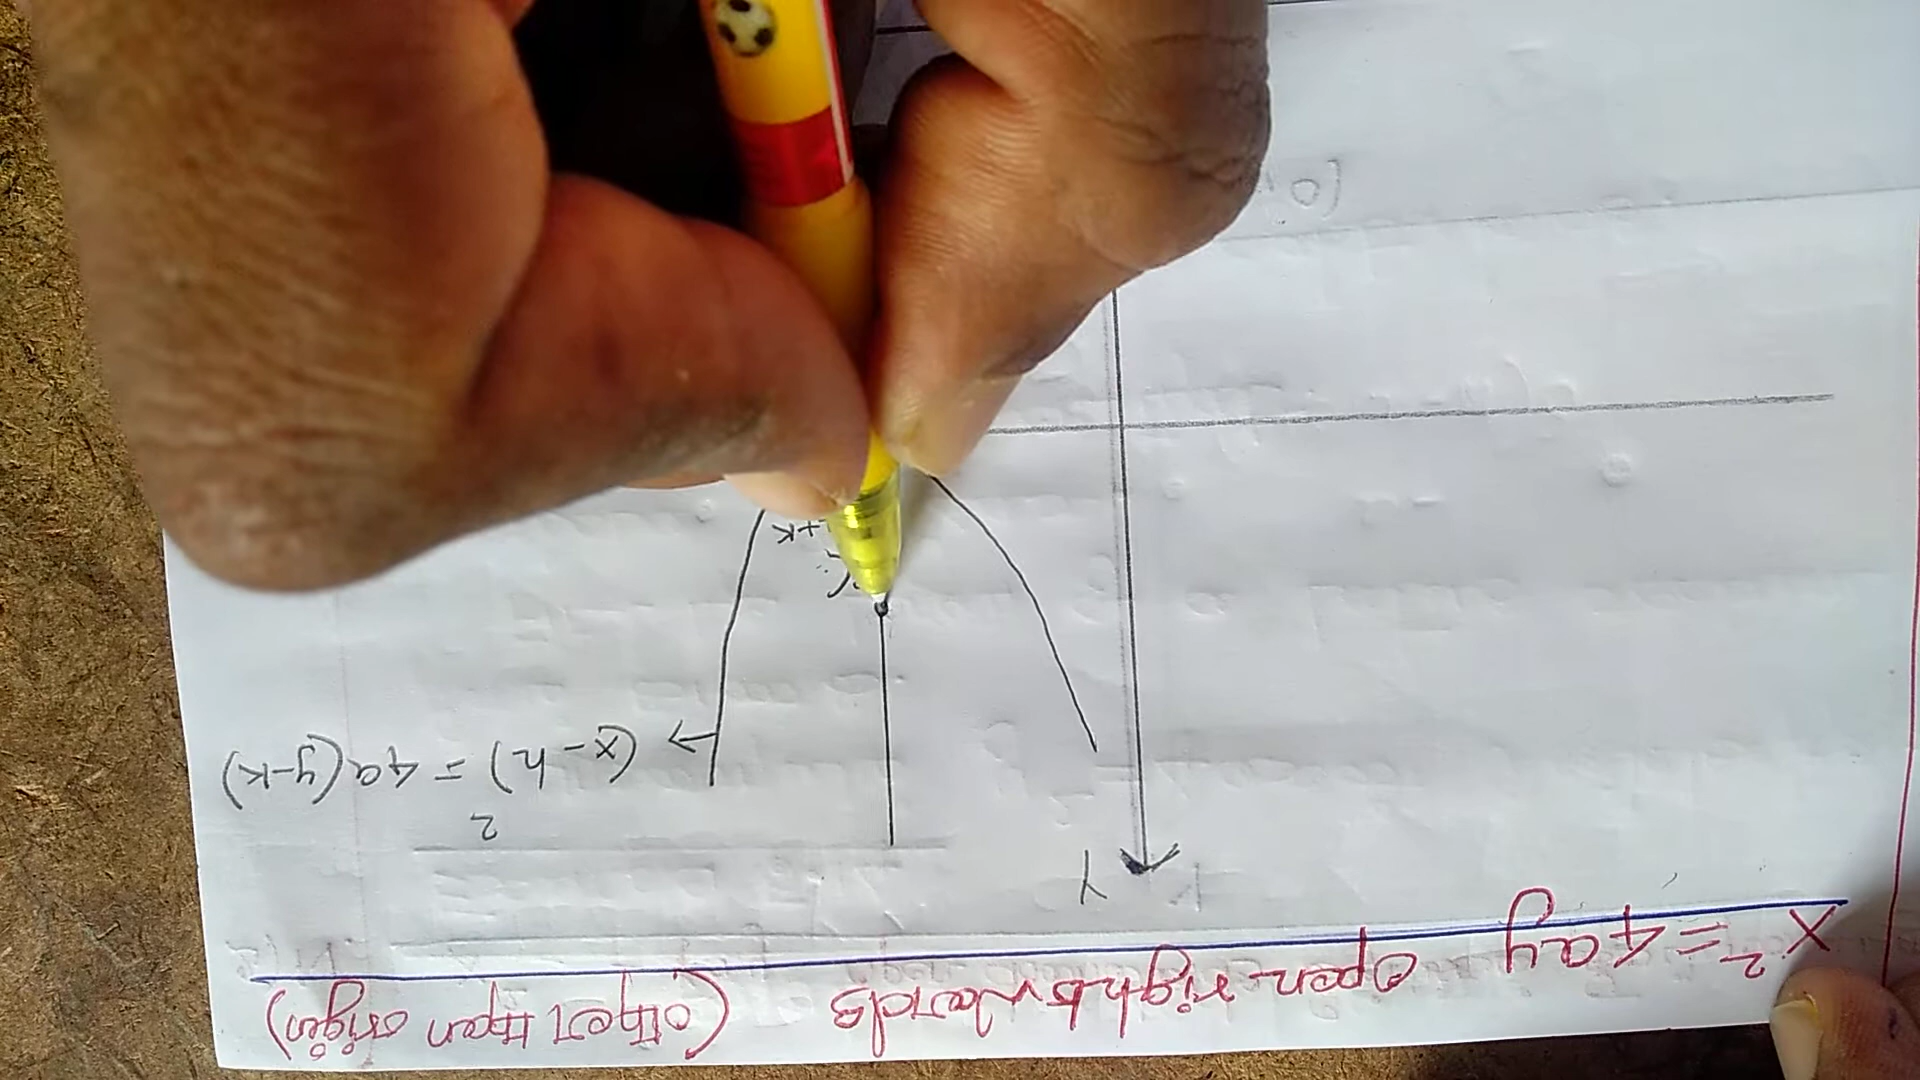 x² = 4ay open rightwards (other than origin)
Y
(x-h)² = 4a(y-k)
+k